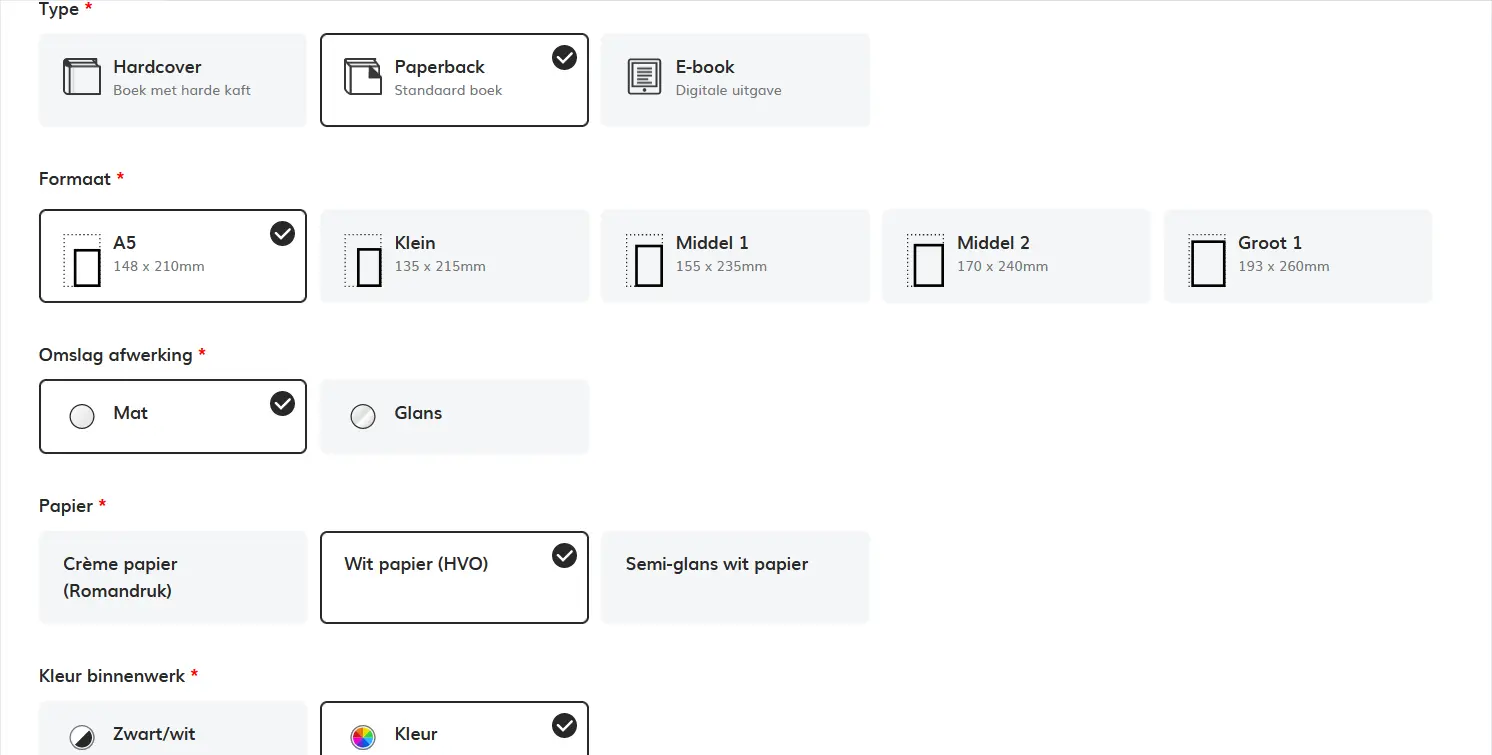 Type *
Hardcover
Boek met harde kaft
Paperback
Standaard boek
E-book
Digitale uitgave
Formaat *
A5
148 x 210mm
Klein
135 x 215mm
Middel 1
155 x 235mm
Middel 2
170 x 240mm
Groot 1
193 x 260mm
Omslag afwerking *
Mat
Glans
Papier *
Crème papier
(Romandruk)
Wit papier (HVO)
Semi-glans wit papier
Kleur binnenwerk *
Zwart/wit
Kleur